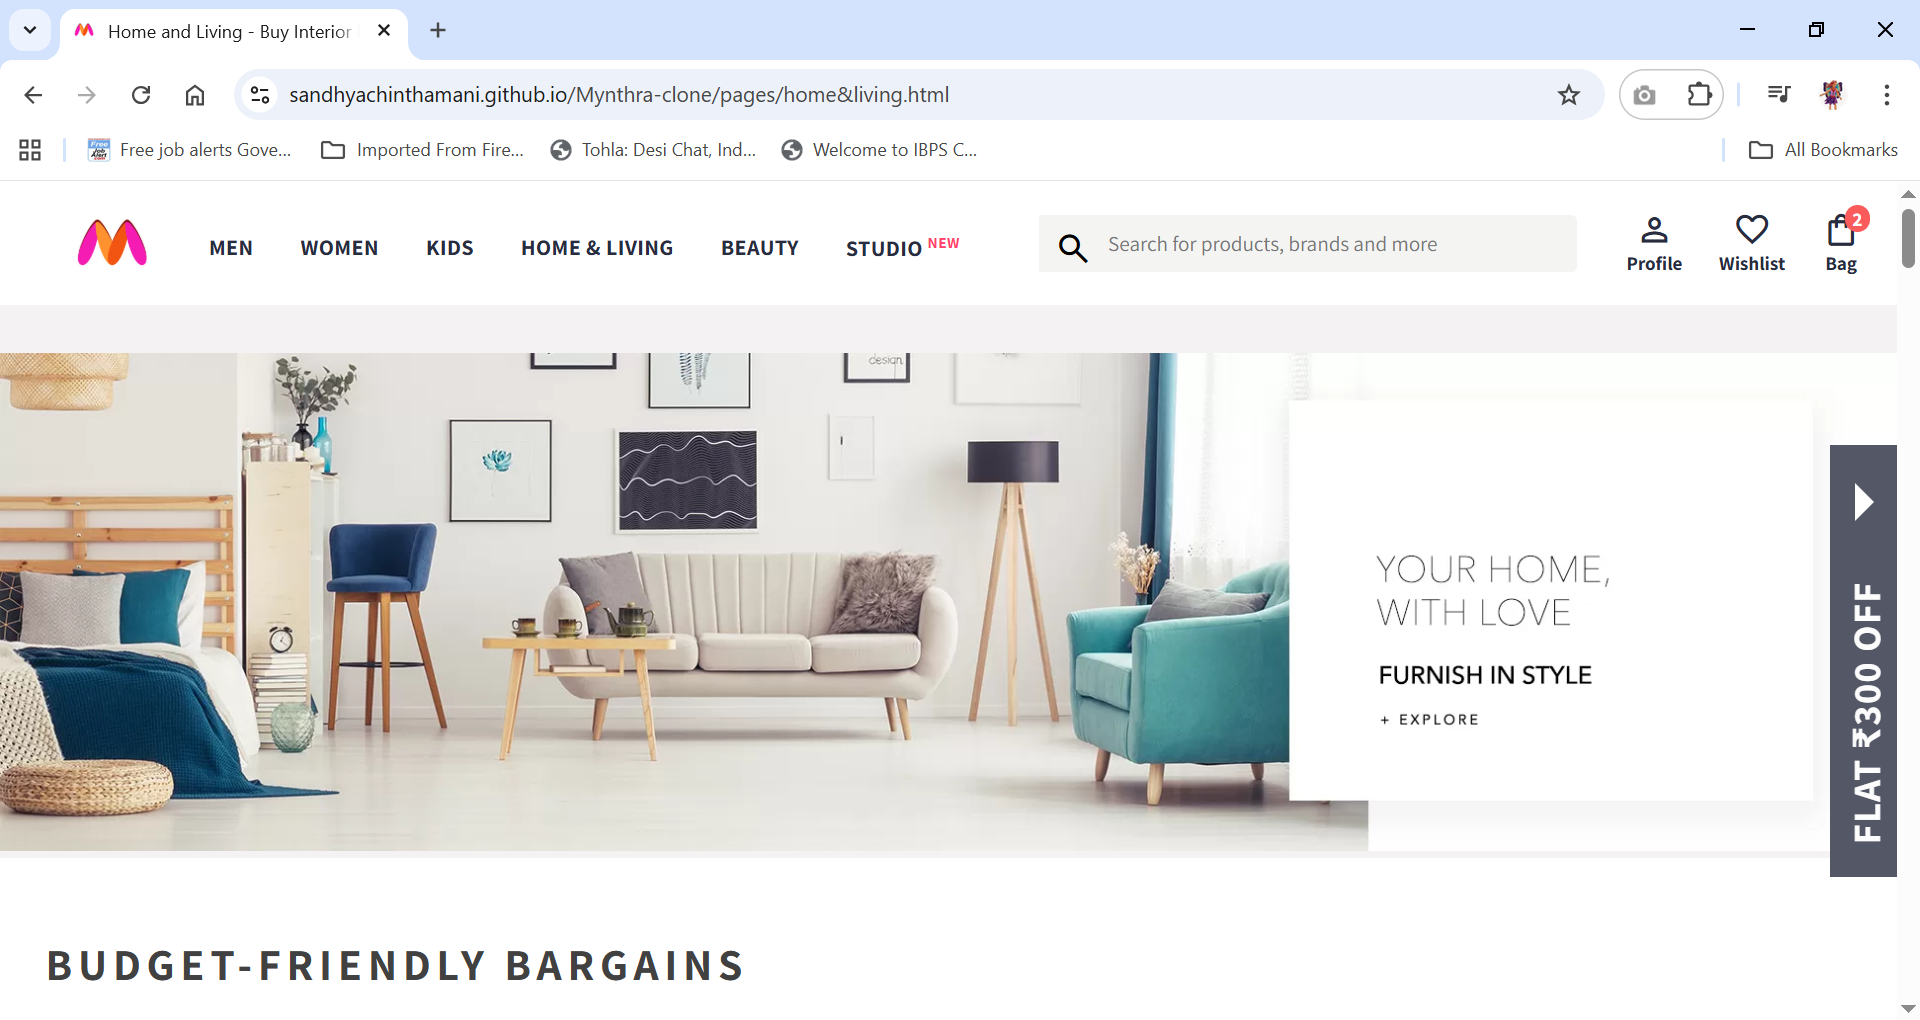 Home and Living - Buy Interior
sandhyachinthamani.github.io/Mynthra-clone/pages/home&living.html
Free job alerts Gove...
Imported From Fire...
Tohla: Desi Chat, Ind...
Welcome to IBPS C...
All Bookmarks
MEN
WOMEN
KIDS
HOME & LIVING
BEAUTY
STUDIO NEW
Search for products, brands and more
Profile
Wishlist
2
Bag
design.
YOUR HOME,
WITH LOVE
FURNISH IN STYLE
+ EXPLORE
FLAT ₹300 OFF
BUDGET-FRIENDLY BARGAINS